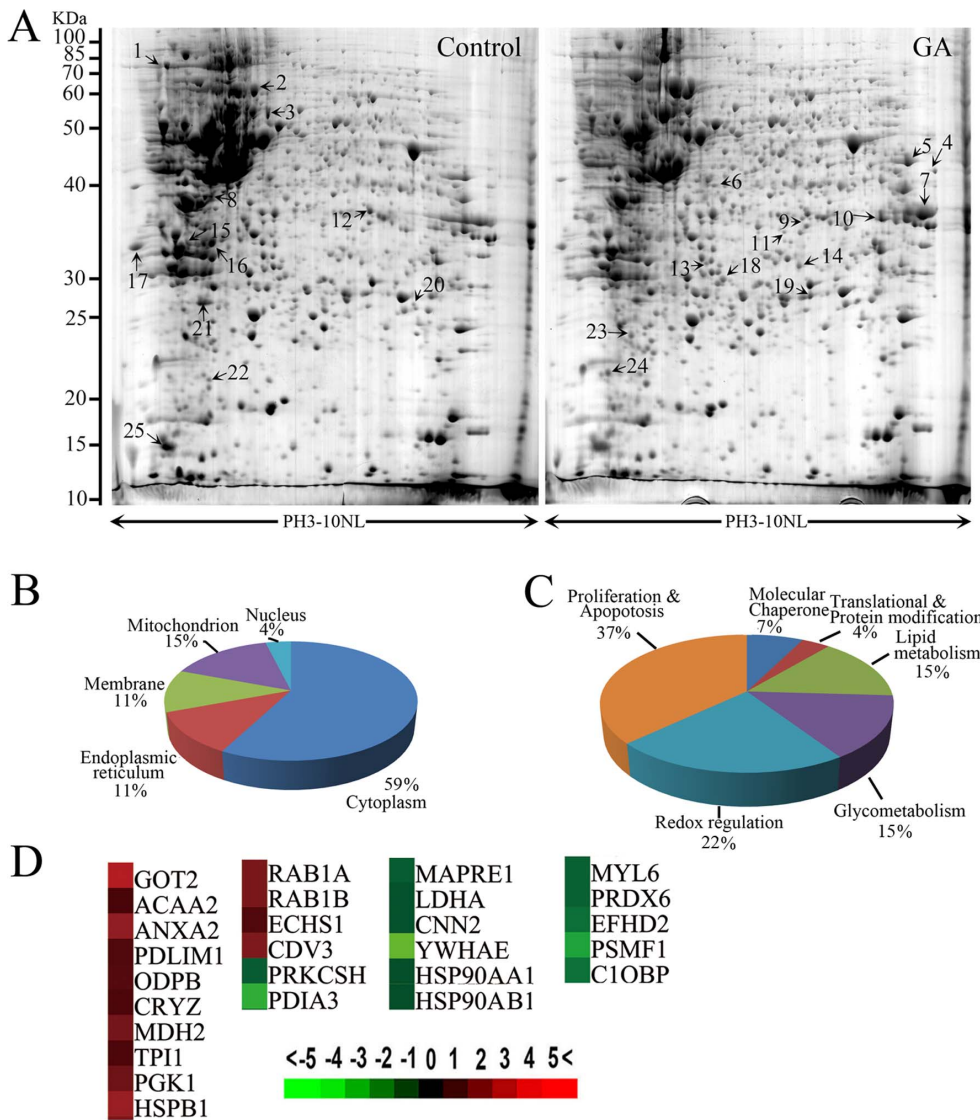 A
KDa
100
85
70
60
50
40
30
25
20
15
10
Control
1
2
3
8
12
15
16
17
20
21
22
25
PH3-10NL
GA
4
5
6
7
9
10
11
13
14
18
19
23
24
PH3-10NL
B
Nucleus
4%
Mitochondrion
15%
Membrane
11%
Endoplasmic
reticulum
11%
59%
Cytoplasm
C
Proliferation &
Apopotosis
37%
Molecular
Chaperone
7%
Translational &
Protein modification
4%
Lipid
metabolism
15%
Glycometabolism
15%
Redox regulation
22%
D
GOT2
ACAA2
ANXA2
PDLIM1
ODPB
CRYZ
MDH2
TPI1
PGK1
HSPB1
RAB1A
RAB1B
ECHS1
CDV3
PRKCSH
PDIA3
MAPRE1
LDHA
CNN2
YWHAE
HSP90AA1
HSP90AB1
MYL6
PRDX6
EFHD2
PSMF1
C1OBP
<-5 -4 -3 -2 -1 0 1 2 3 4 5<